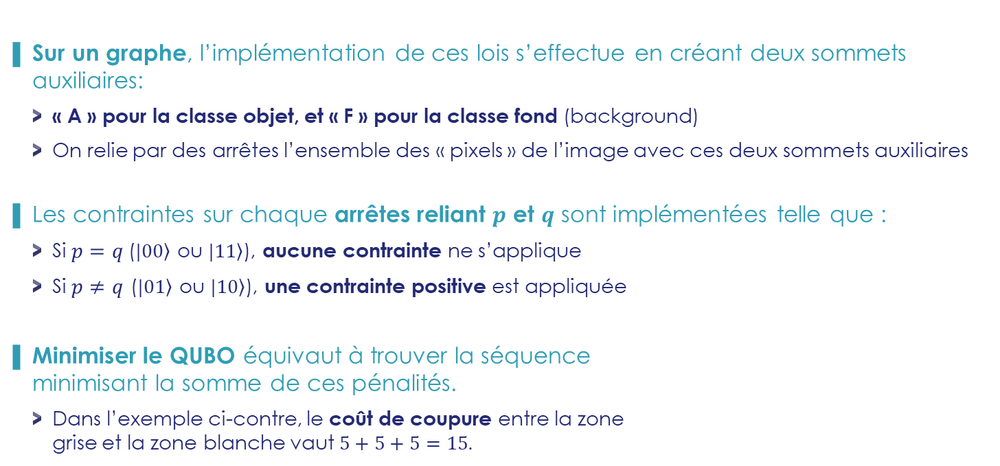 Sur un graphe, l’implémentation de ces lois s’effectue en créant deux sommets
auxiliaires:
« A » pour la classe objet, et « F » pour la classe fond (background)
On relie par des arrêtes l’ensemble des « pixels » de l’image avec ces deux sommets auxiliaires
Les contraintes sur chaque arrêtes reliant p et q sont implémentées telle que :
Si p = q (|00⟩ ou |11⟩), aucune contrainte ne s’applique
Si p ≠ q (|01⟩ ou |10⟩), une contrainte positive est appliquée
Minimiser le QUBO équivaut à trouver la séquence
minimisant la somme de ces pénalités.
Dans l’exemple ci-contre, le coût de coupure entre la zone
grise et la zone blanche vaut 5 + 5 + 5 = 15.